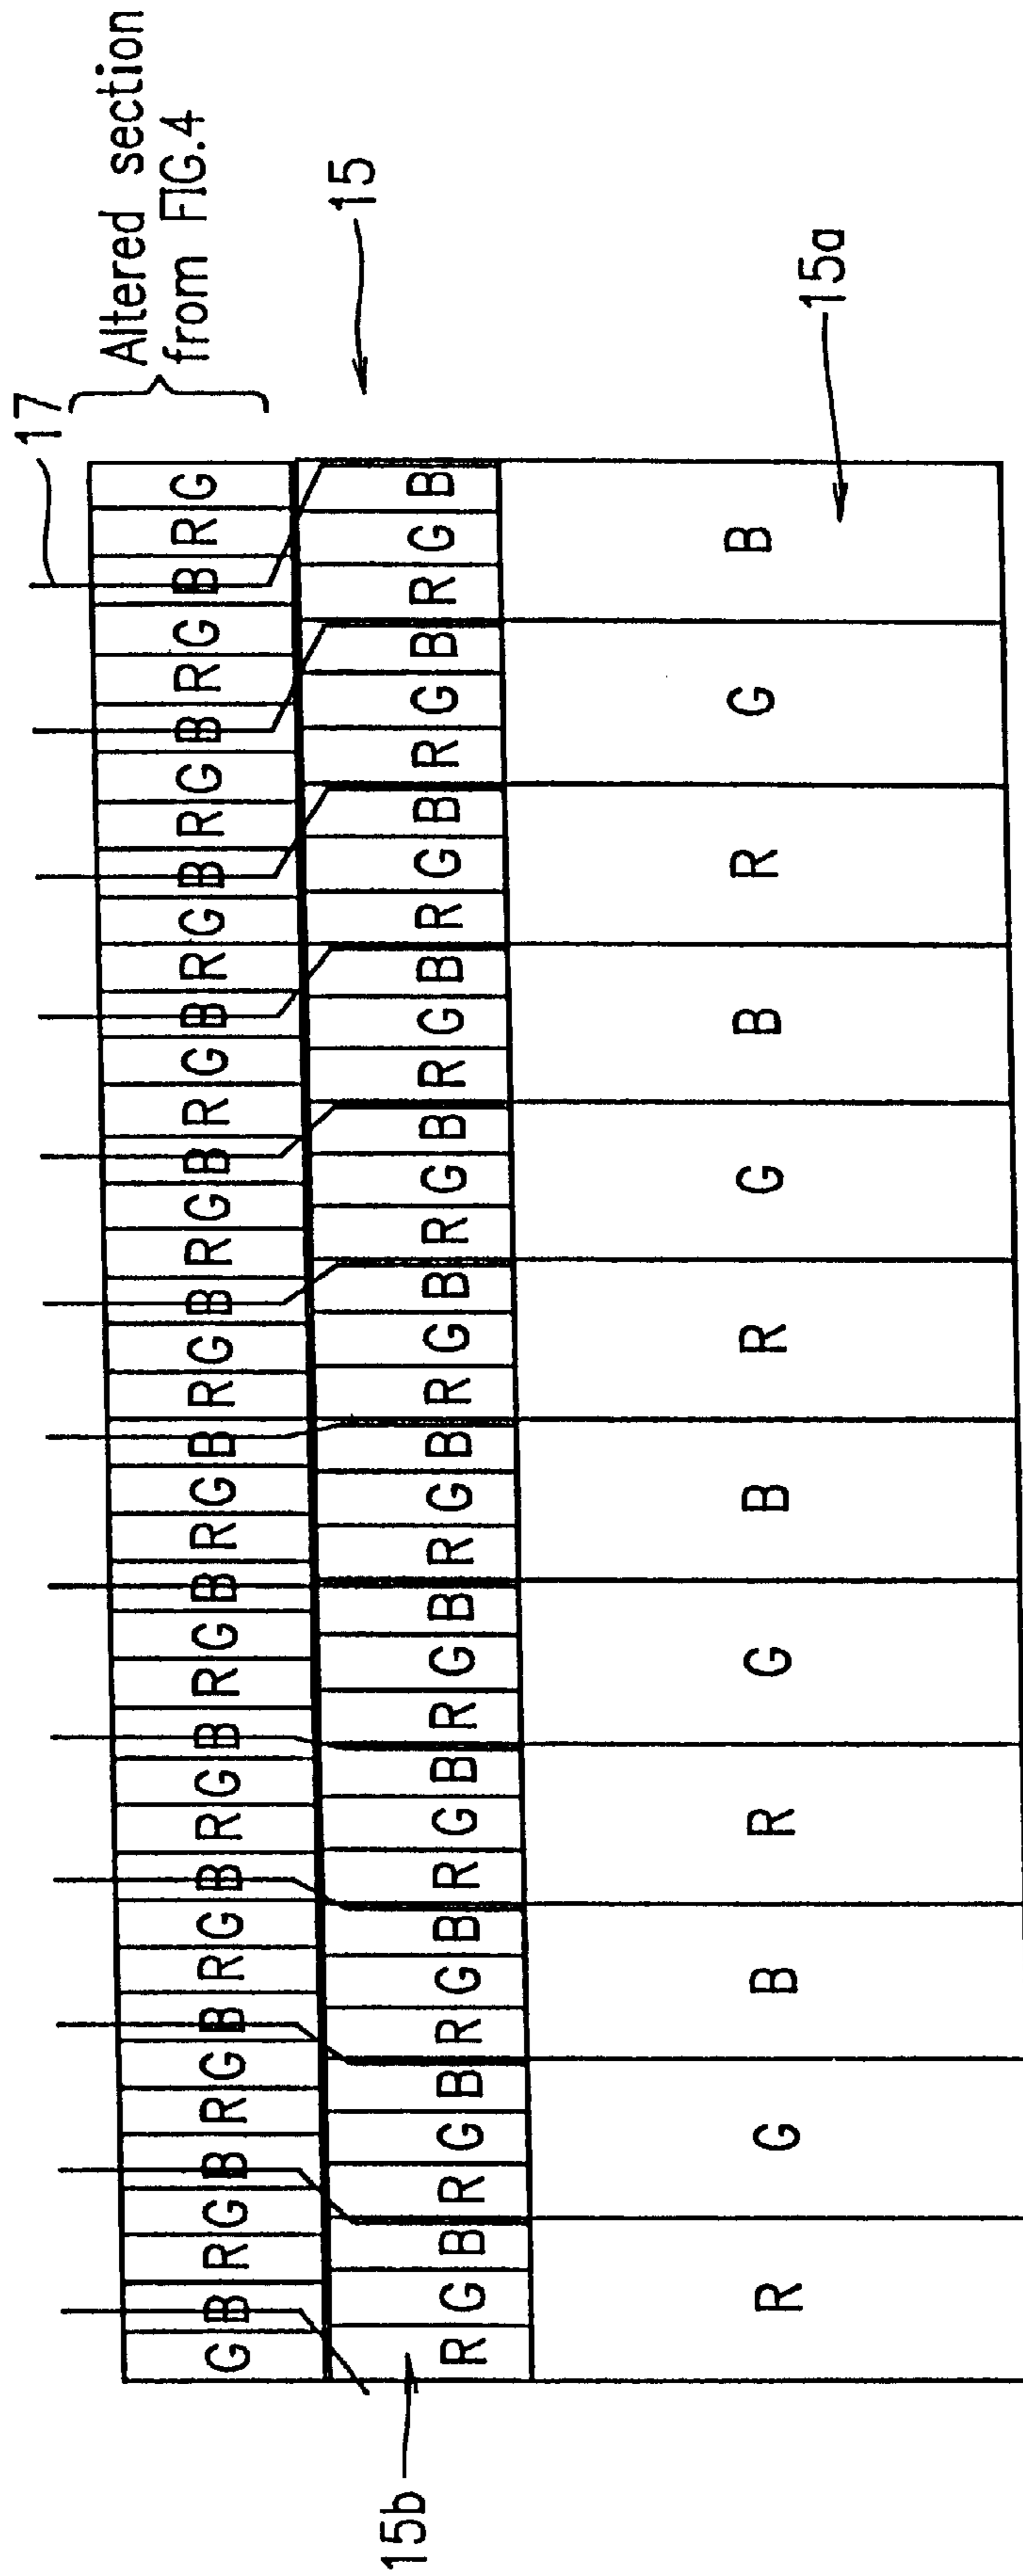 17
Altered section
from FIG.4
G B R G B R G B R G B R G B R G B R G B R G B R G B R G B R G B R G B R G B R G
15
15b
R G B R G B R G B R G B R G B R G B R G B R G B R G B R G B R G B R G B
R G B R G B R G B R G B
15a